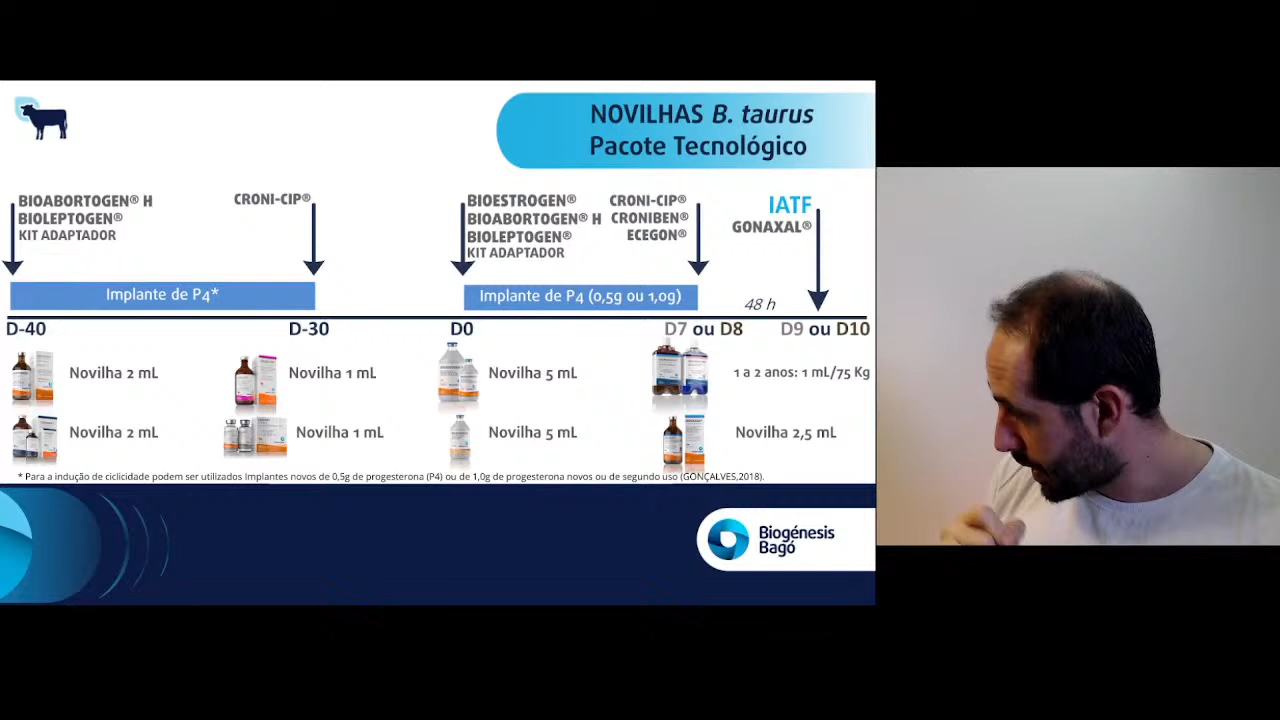 NOVILHAS B. taurus
Pacote Tecnológico
BIOABORTOGEN® H
BIOLEPTOGEN®
KIT ADAPTADOR
CRONI-CIP®
BIOESTROGEN®
BIOABORTOGEN® H
BIOLEPTOGEN®
KIT ADAPTADOR
CRONI-CIP®
CRONIBEN®
ECEGON®
IATF
GONAXAL®
Implante de P4*
Implante de P4 (0,5g ou 1,0g)
48 h
D-40
D-30
D0
D7 ou D8
D9 ou D10
Novilha 2 mL
Novilha 1 mL
Novilha 5 mL
1 a 2 anos: 1 mL/75 Kg
Novilha 2 mL
Novilha 1 mL
Novilha 5 mL
Novilha 2,5 mL
* Para a indução de ciclicidade podem ser utilizados Implantes novos de 0,5g de progesterona (P4) ou de 1,0g de progesterona novos ou de segundo uso (GONÇALVES,2018).
Biogénesis
Bagó